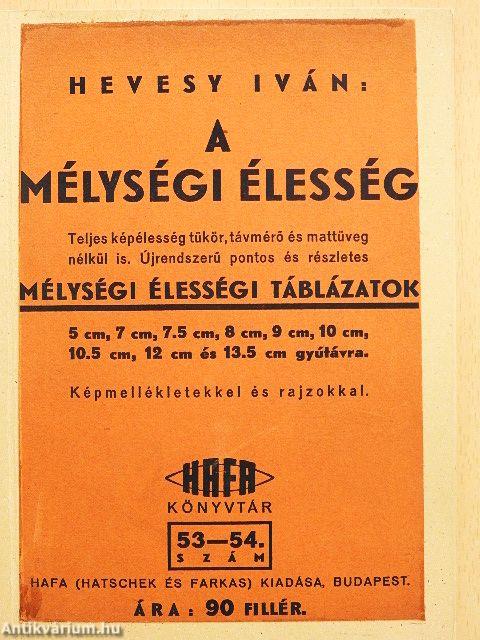 HEVESY IVÁN:
A
MÉLYSÉGI ÉLESSÉG
Teljes képélesség tükör, távmérő és mattüveg
nélkül is. Újrendszerű pontos és részletes
MÉLYSÉGI ÉLESSÉGI TÁBLÁZATOK
5 cm, 7 cm, 7.5 cm, 8 cm, 9 cm, 10 cm,
10.5 cm, 12 cm és 13.5 cm gyútávra.
Képmellékletekkel és rajzokkal.
HAFA
KÖNYVTÁR
53—54.
SZÁM
HAFA (HATSCHEK ÉS FARKAS) KIADÁSA, BUDAPEST.
ÁRA: 90 FILLÉR.
Antikvárium.hu